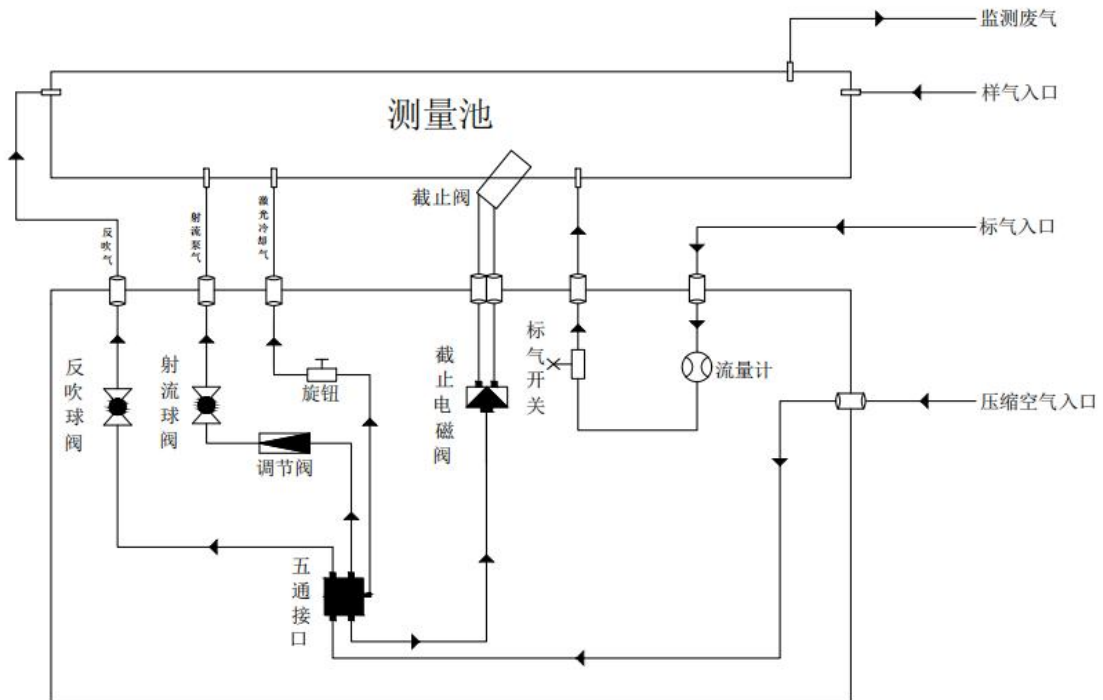 监测废气
测量池
样气入口
截止阀
反吹气
射流泵气
激光冷却气
标气入口
反吹球阀
射流球阀
旋钮
截止电磁阀
标气开关
流量计
压缩空气入口
调节阀
五通接口